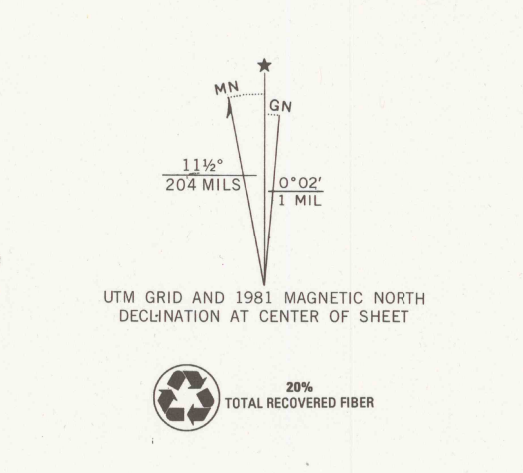 MN
GN
11½°
204 MILS
0°02'
1 MIL
UTM GRID AND 1981 MAGNETIC NORTH
DECLINATION AT CENTER OF SHEET
20%
TOTAL RECOVERED FIBER